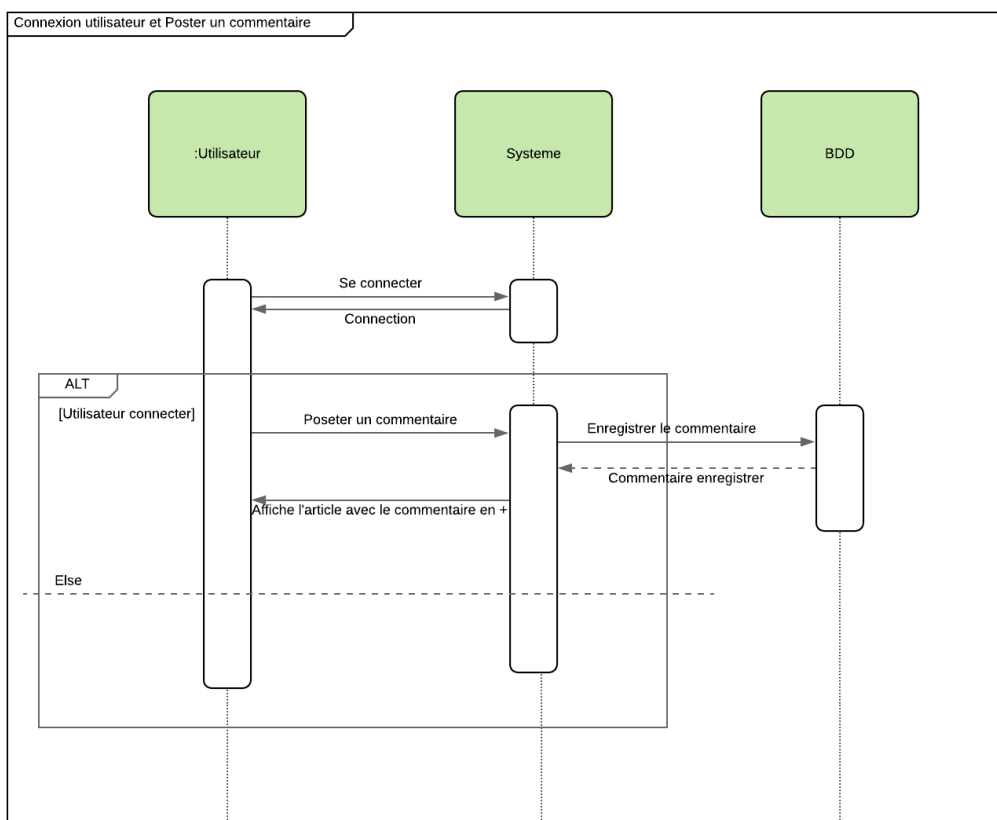 Connexion utilisateur et Poster un commentaire
:Utilisateur
Systeme
BDD
Se connecter
Connection
ALT
[Utilisateur connecter]
Poseter un commentaire
Enregistrer le commentaire
Commentaire enregistrer
Affiche l'article avec le commentaire en +
Else